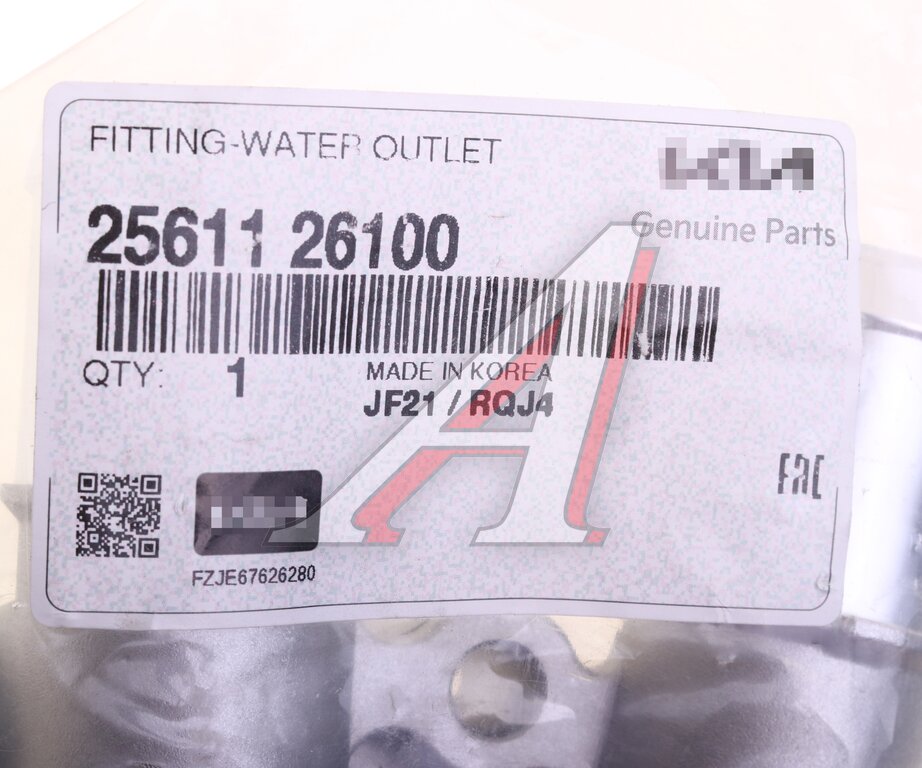 FITTING-WATER OUTLET
Genuine Parts
25611 26100
QTY: 1
MADE IN KOREA
JF21 / RQJ4
EAC
FZJE67626280